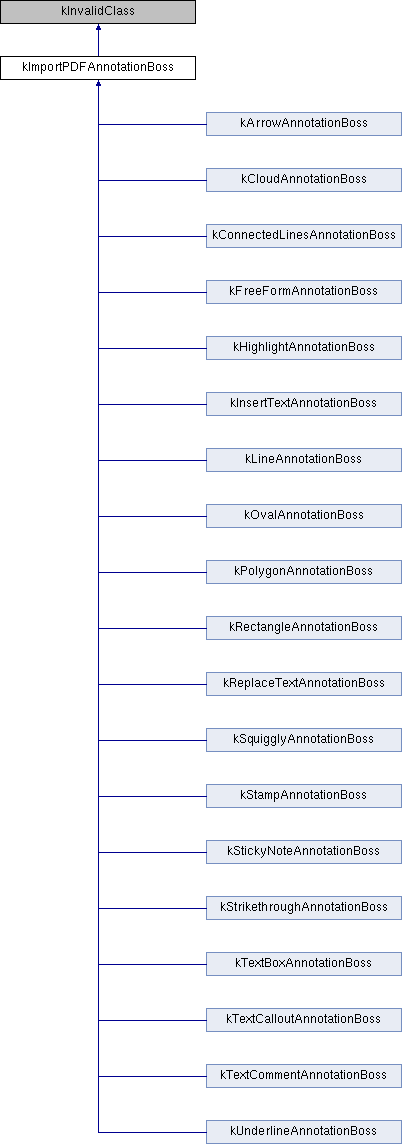 kInvalidClass
kImportPDFAnnotationBoss
kArrowAnnotationBoss
kCloudAnnotationBoss
kConnectedLinesAnnotationBoss
kFreeFormAnnotationBoss
kHighlightAnnotationBoss
kInsertTextAnnotationBoss
kLineAnnotationBoss
kOvalAnnotationBoss
kPolygonAnnotationBoss
kRectangleAnnotationBoss
kReplaceTextAnnotationBoss
kSquigglyAnnotationBoss
kStampAnnotationBoss
kStickyNoteAnnotationBoss
kStrikethroughAnnotationBoss
kTextBoxAnnotationBoss
kTextCalloutAnnotationBoss
kTextCommentAnnotationBoss
kUnderlineAnnotationBoss